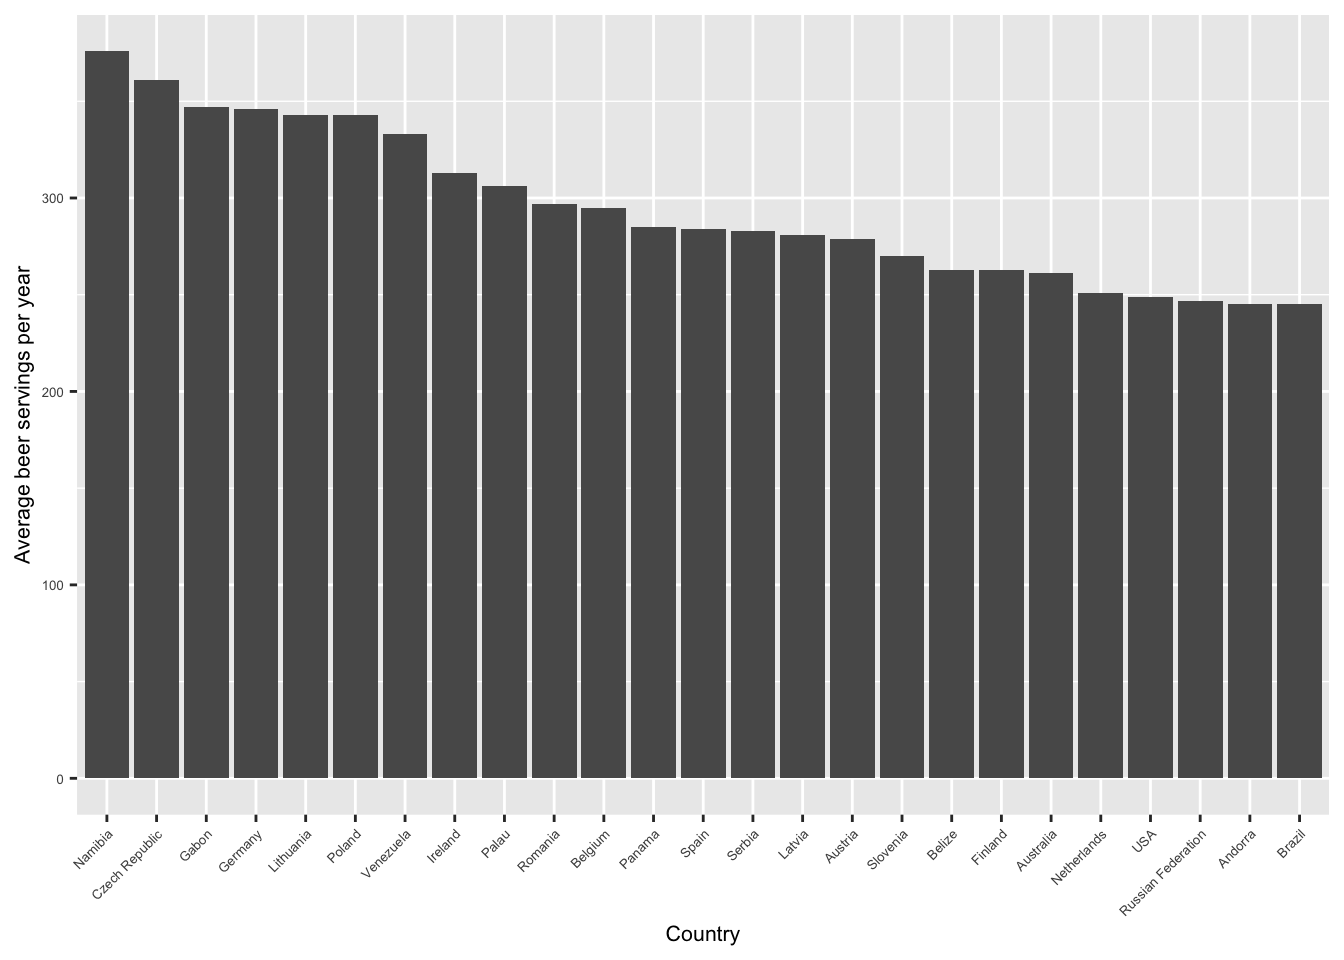 Average beer servings per year
300
200
100
0
Namibia
Czech Republic
Gabon
Germany
Lithuania
Poland
Venezuela
Ireland
Palau
Romania
Belgium
Panama
Spain
Serbia
Latvia
Austria
Slovenia
Belize
Finland
Australia
Netherlands
USA
Russian Federation
Andorra
Brazil
Country